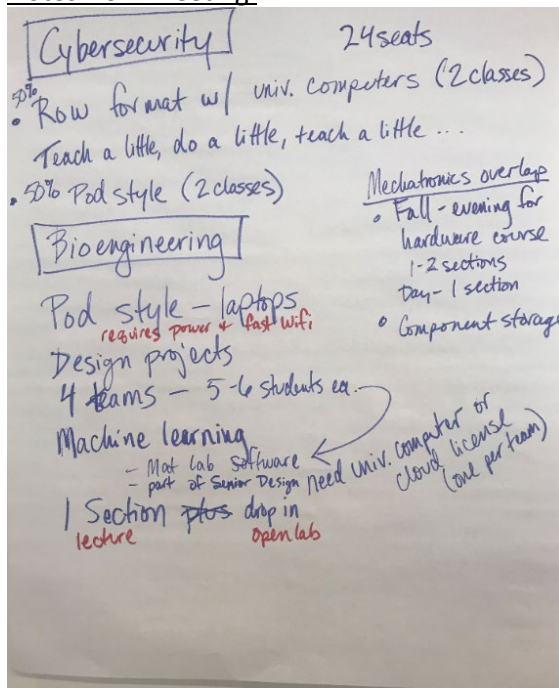 Cybersecurity
24 seats
50%
• Row format w/ univ. computers (2 classes)
Teach a little, do a little, teach a little ...
• 50% Pod style (2 classes)
Mechatronics overlap
• Fall - evening for
hardware course
1-2 sections
Day - 1 section
• Component storage
Bioengineering
Pod style - laptops
requires power + fast wifi
Design projects
4 teams - 5-6 students ea.
Machine learning
- Mat lab software
- part of Senior Design
need univ. computer or
cloud license
(one per team)
1 Section plus drop in
lecture
open lab